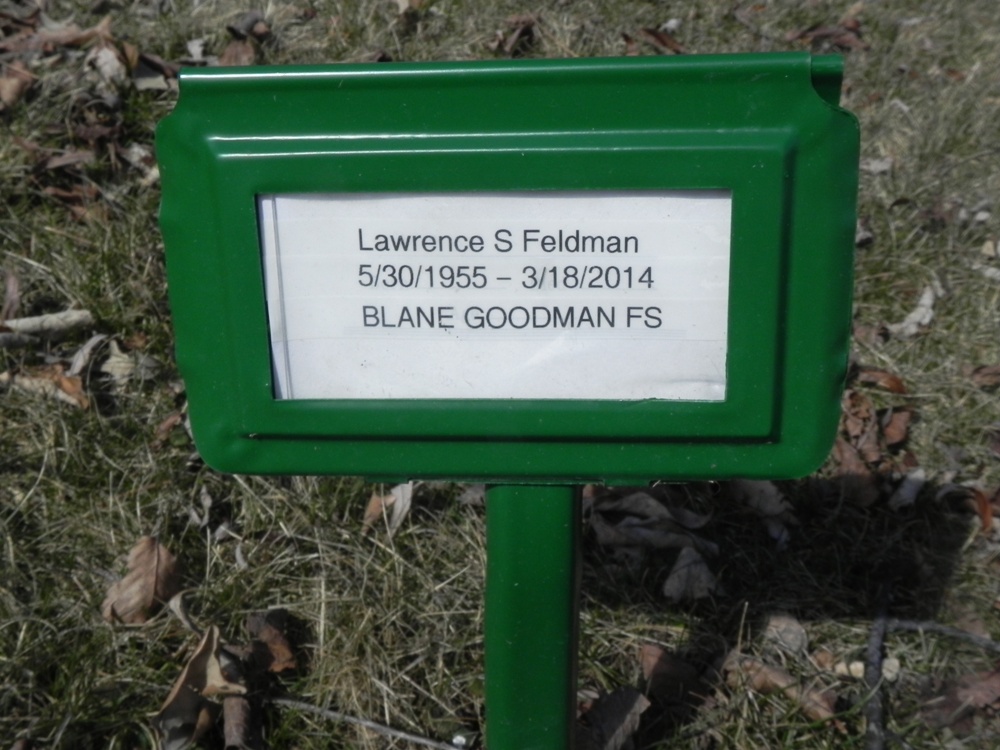 Lawrence S Feldman
5/30/1955 – 3/18/2014
BLANE GOODMAN FS